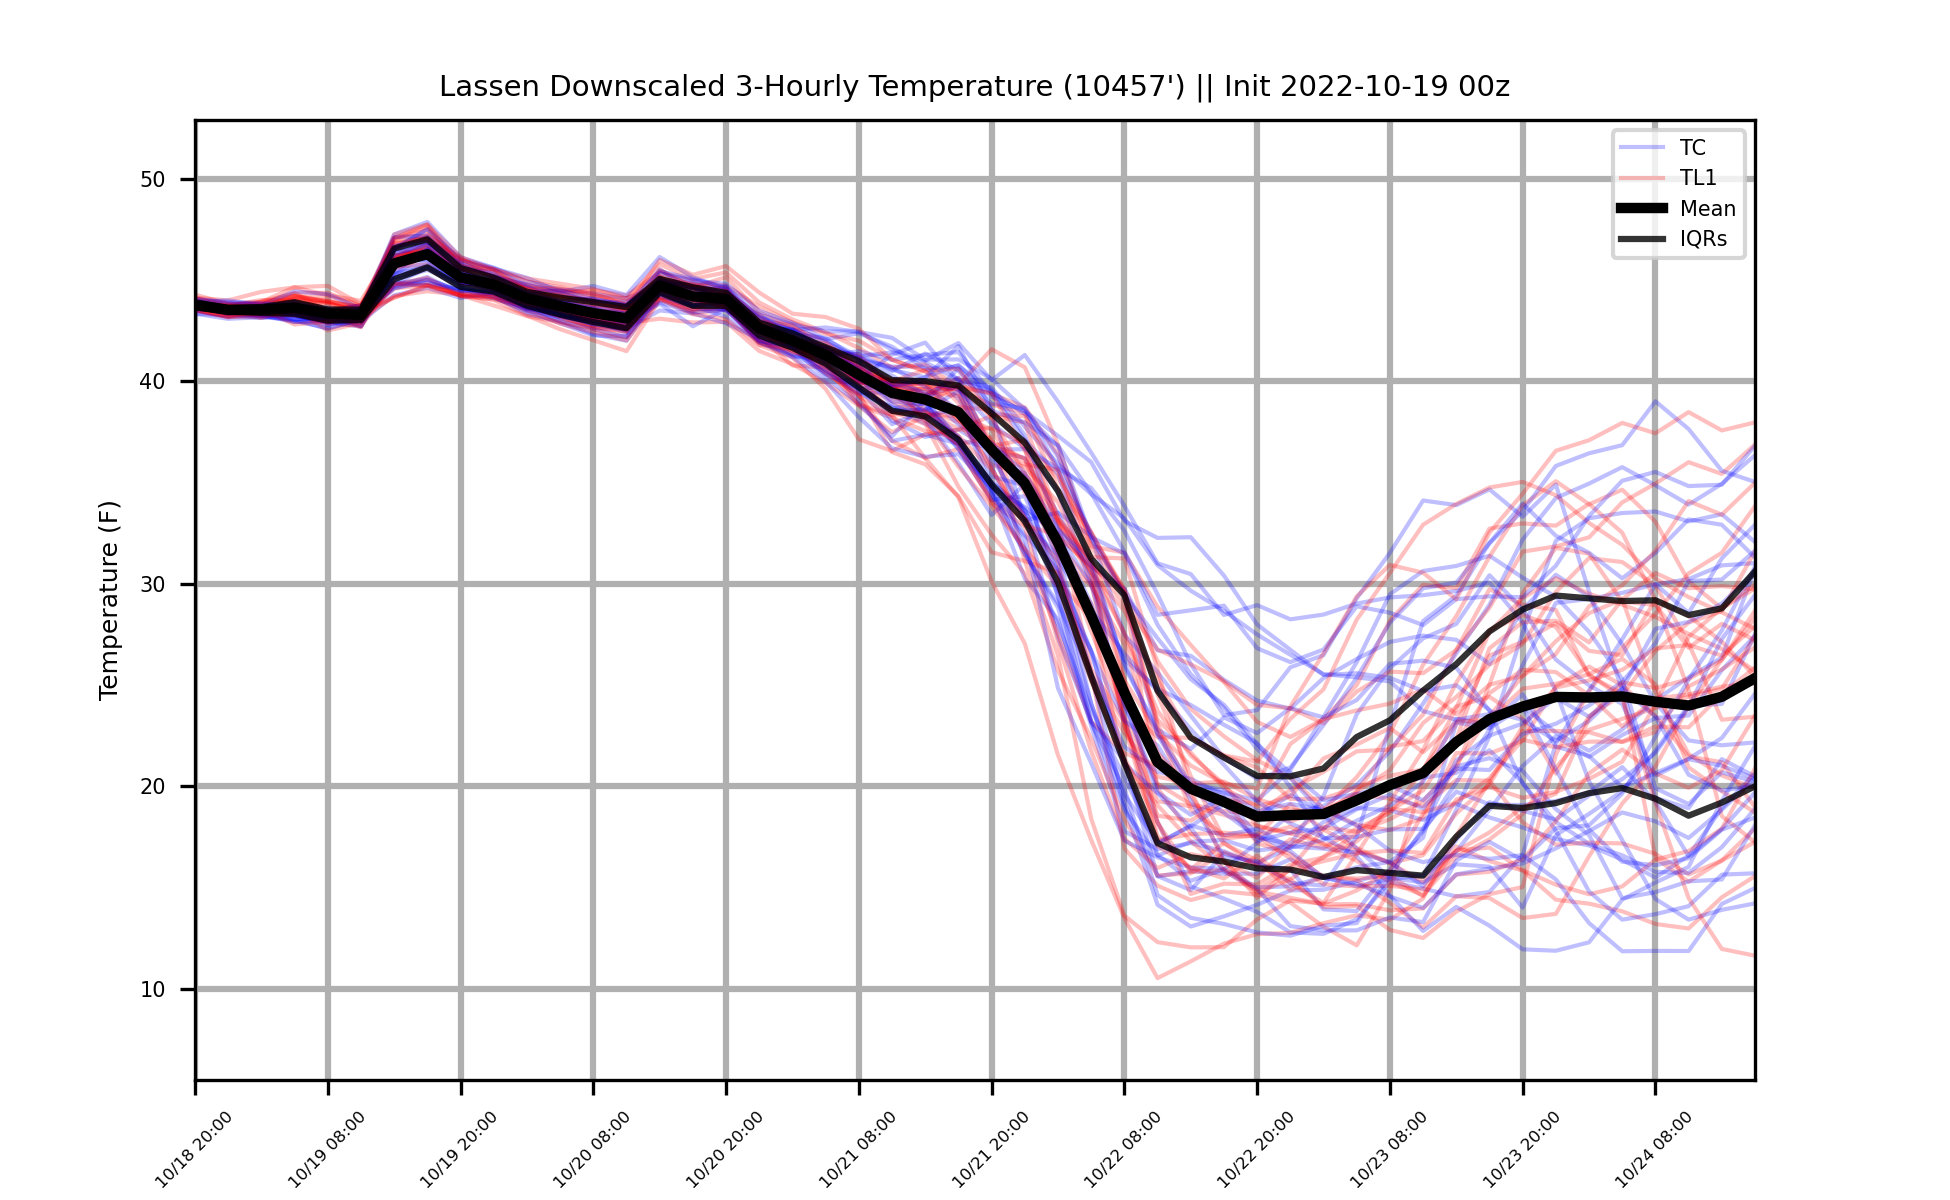 Lassen Downscaled 3-Hourly Temperature (10457') || Init 2022-10-19 00z
TC
TL1
Mean
IQRs
Temperature (F)
50
40
30
20
10
10/18 20:00
10/19 08:00
10/19 20:00
10/20 08:00
10/20 20:00
10/21 08:00
10/21 20:00
10/22 08:00
10/22 20:00
10/23 08:00
10/23 20:00
10/24 08:00